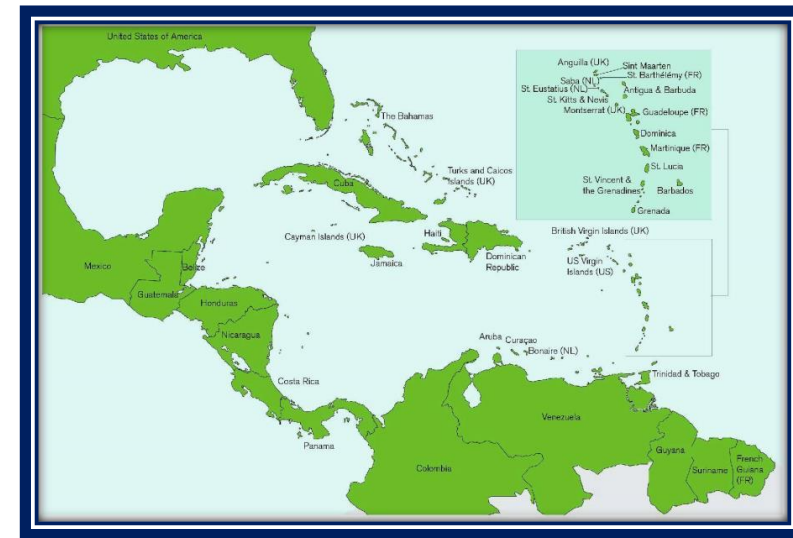 United States of America
Anguilla (UK)
Sint Maarten
St. Barthélémy (FR)
Saba (NL)
St. Eustatius (NL)
Antigua & Barbuda
St. Kitts & Nevis
Montserrat (UK)
Guadeloupe (FR)
Dominica
Martinique (FR)
St. Lucia
St. Vincent &
the Grenadines
Barbados
Grenada
The Bahamas
Turks and Caicos
Islands (UK)
Cuba
Cayman Islands (UK)
Haiti
Jamaica
Dominican
Republic
British Virgin Islands (UK)
US Virgin
Islands (US)
Mexico
Belize
Guatemala
Honduras
Nicaragua
Costa Rica
Panama
Aruba
Curaçao
Bonaire (NL)
Trinidad & Tobago
Venezuela
Colombia
Guyana
Suriname
French
Guiana
(FR)